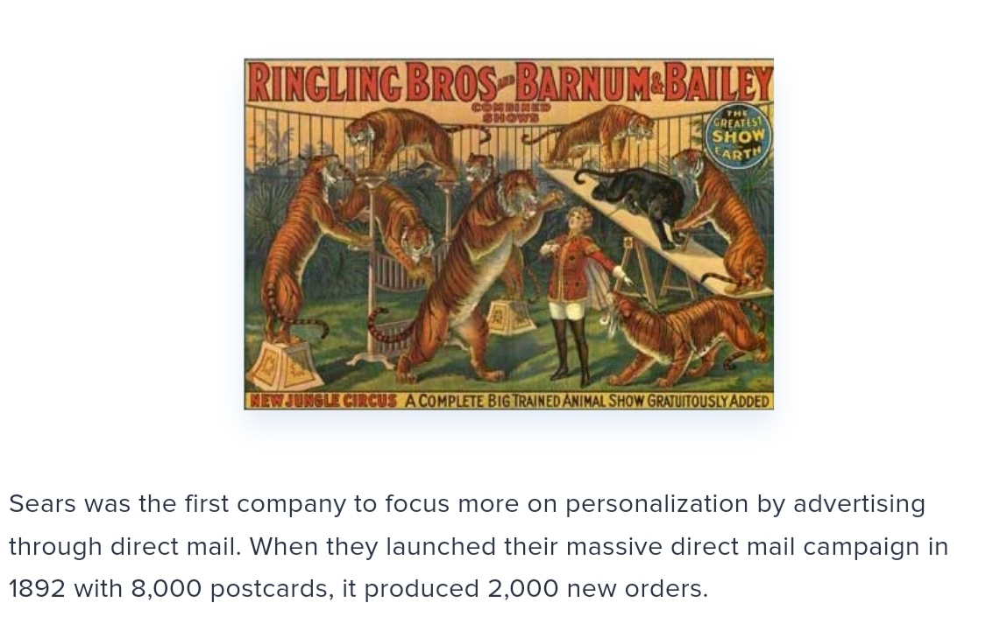 RINGLING BROS AND BARNUM & BAILEY
COMBINED
SHOWS
THE
GREATEST
SHOW
EARTH
NEW JUNGLE CIRCUS A COMPLETE BIG TRAINED ANIMAL SHOW GRATUITOUSLY ADDED
Sears was the first company to focus more on personalization by advertising
through direct mail. When they launched their massive direct mail campaign in
1892 with 8,000 postcards, it produced 2,000 new orders.